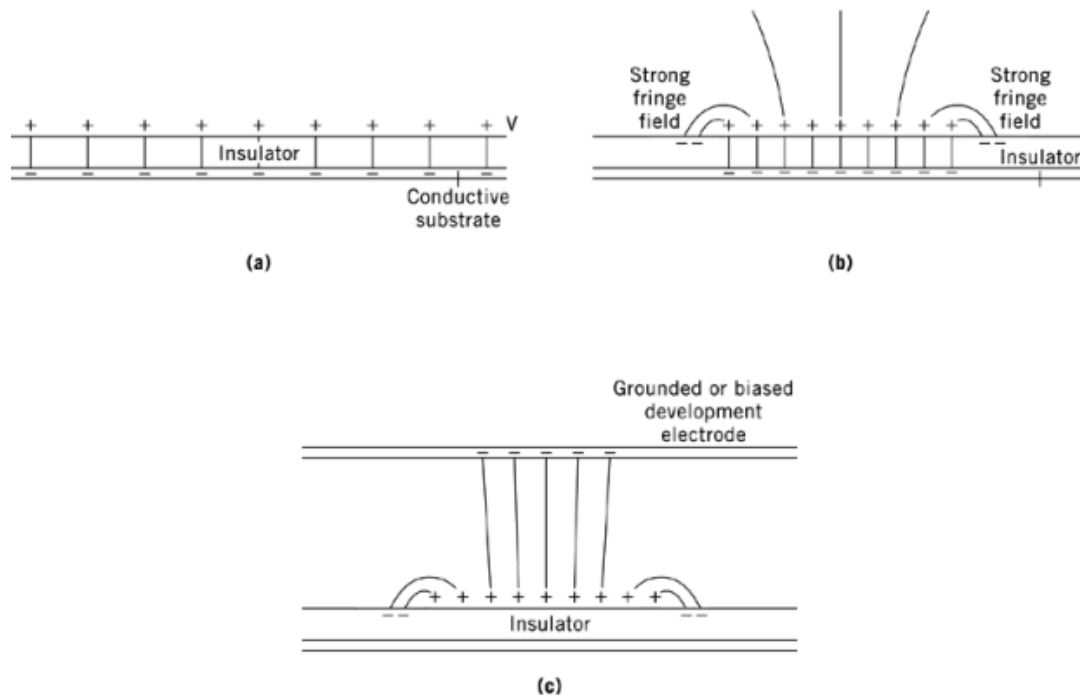 + + + + + + + + + V
Insulator
− − − − − − − − −
Conductive
substrate
(a)
Strong
fringe
field
Strong
fringe
field
+ + + + + + + + +
− −
− −
Insulator
− − − − − − − − −
(b)
Grounded or biased
development
electrode
− − − − −
+ + + + + + + + +
− −
− −
Insulator
(c)